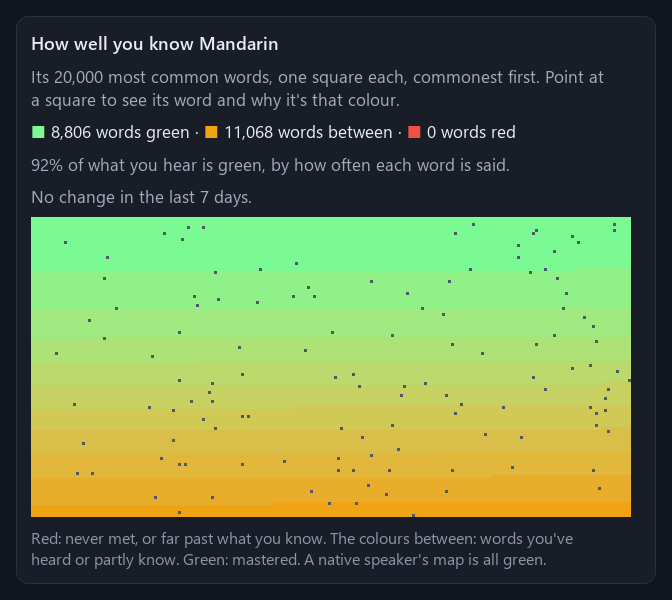 How well you know Mandarin
Its 20,000 most common words, one square each, commonest first. Point at
a square to see its word and why it's that colour.
8,806 words green · 11,068 words between · 0 words red
92% of what you hear is green, by how often each word is said.
No change in the last 7 days.
Red: never met, or far past what you know. The colours between: words you've
heard or partly know. Green: mastered. A native speaker's map is all green.